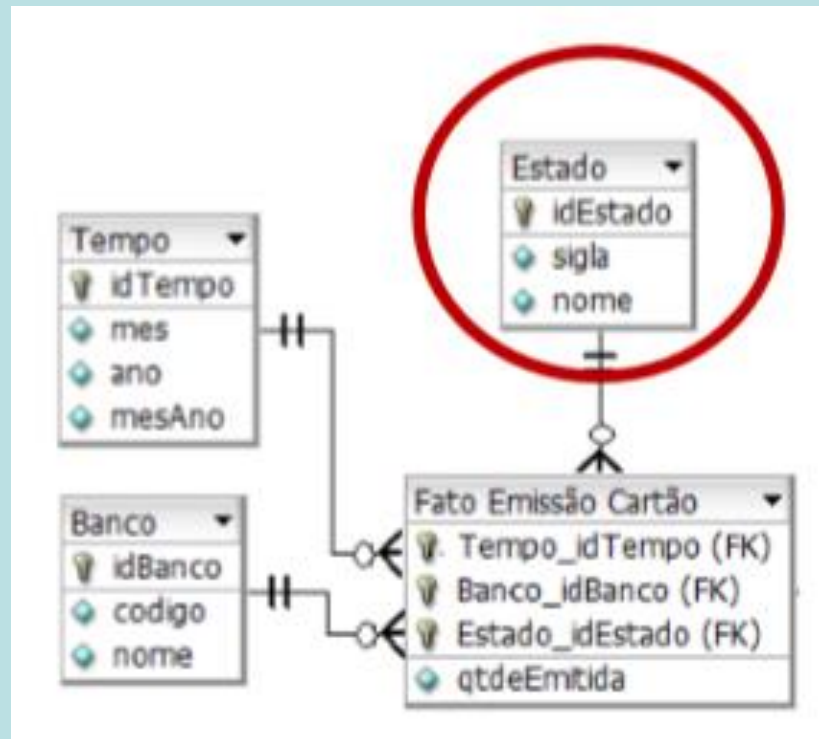 Estado
idEstado
sigla
nome
Tempo
idTempo
mes
ano
mesAno
Banco
idBanco
codigo
nome
Fato Emissão Cartão
Tempo_idTempo (FK)
Banco_idBanco (FK)
Estado_idEstado (FK)
qtdeEmitida